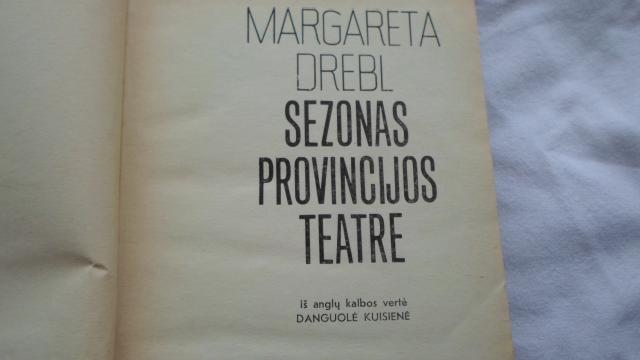 MARGARETA
DREBL
SEZONAS
PROVINCIJOS
TEATRE
iš anglų kalbos vertė
DANGUOLĖ KUISIENĖ